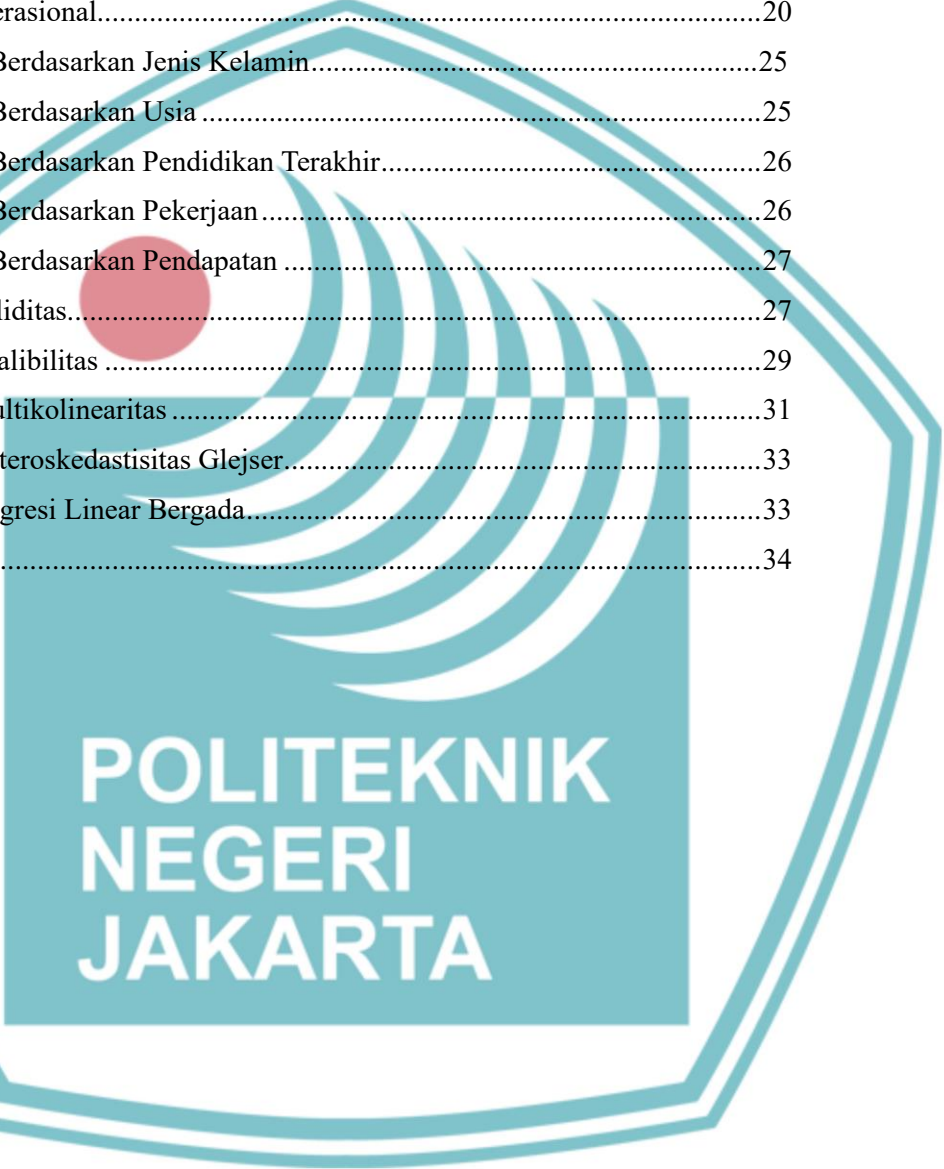 erasional....................................................................................20
Berdasarkan Jenis Kelamin.........................................................25
Berdasarkan Usia ........................................................................25
Berdasarkan Pendidikan Terakhir................................................26
Berdasarkan Pekerjaan................................................................26
Berdasarkan Pendapatan .............................................................27
liditas...........................................................................................27
alibilitas ......................................................................................29
ultikolinearitas .............................................................................31
teroskedastisitas Glejser..............................................................33
gresi Linear Bergada...................................................................33
....................................................................................................34
POLITEKNIK
NEGERI
JAKARTA